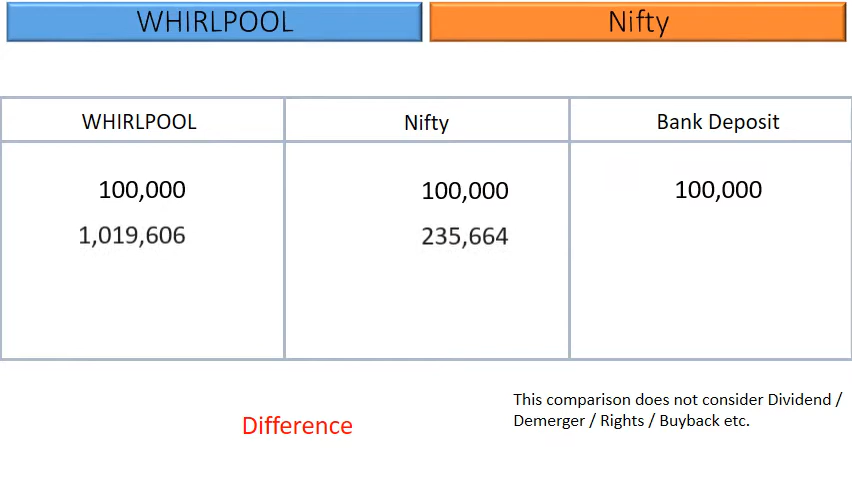 WHIRLPOOL Nifty
WHIRLPOOL Nifty Bank Deposit
100,000 100,000 100,000
1,019,606 235,664
This comparison does not consider Dividend /
Demerger / Rights / Buyback etc.
Difference